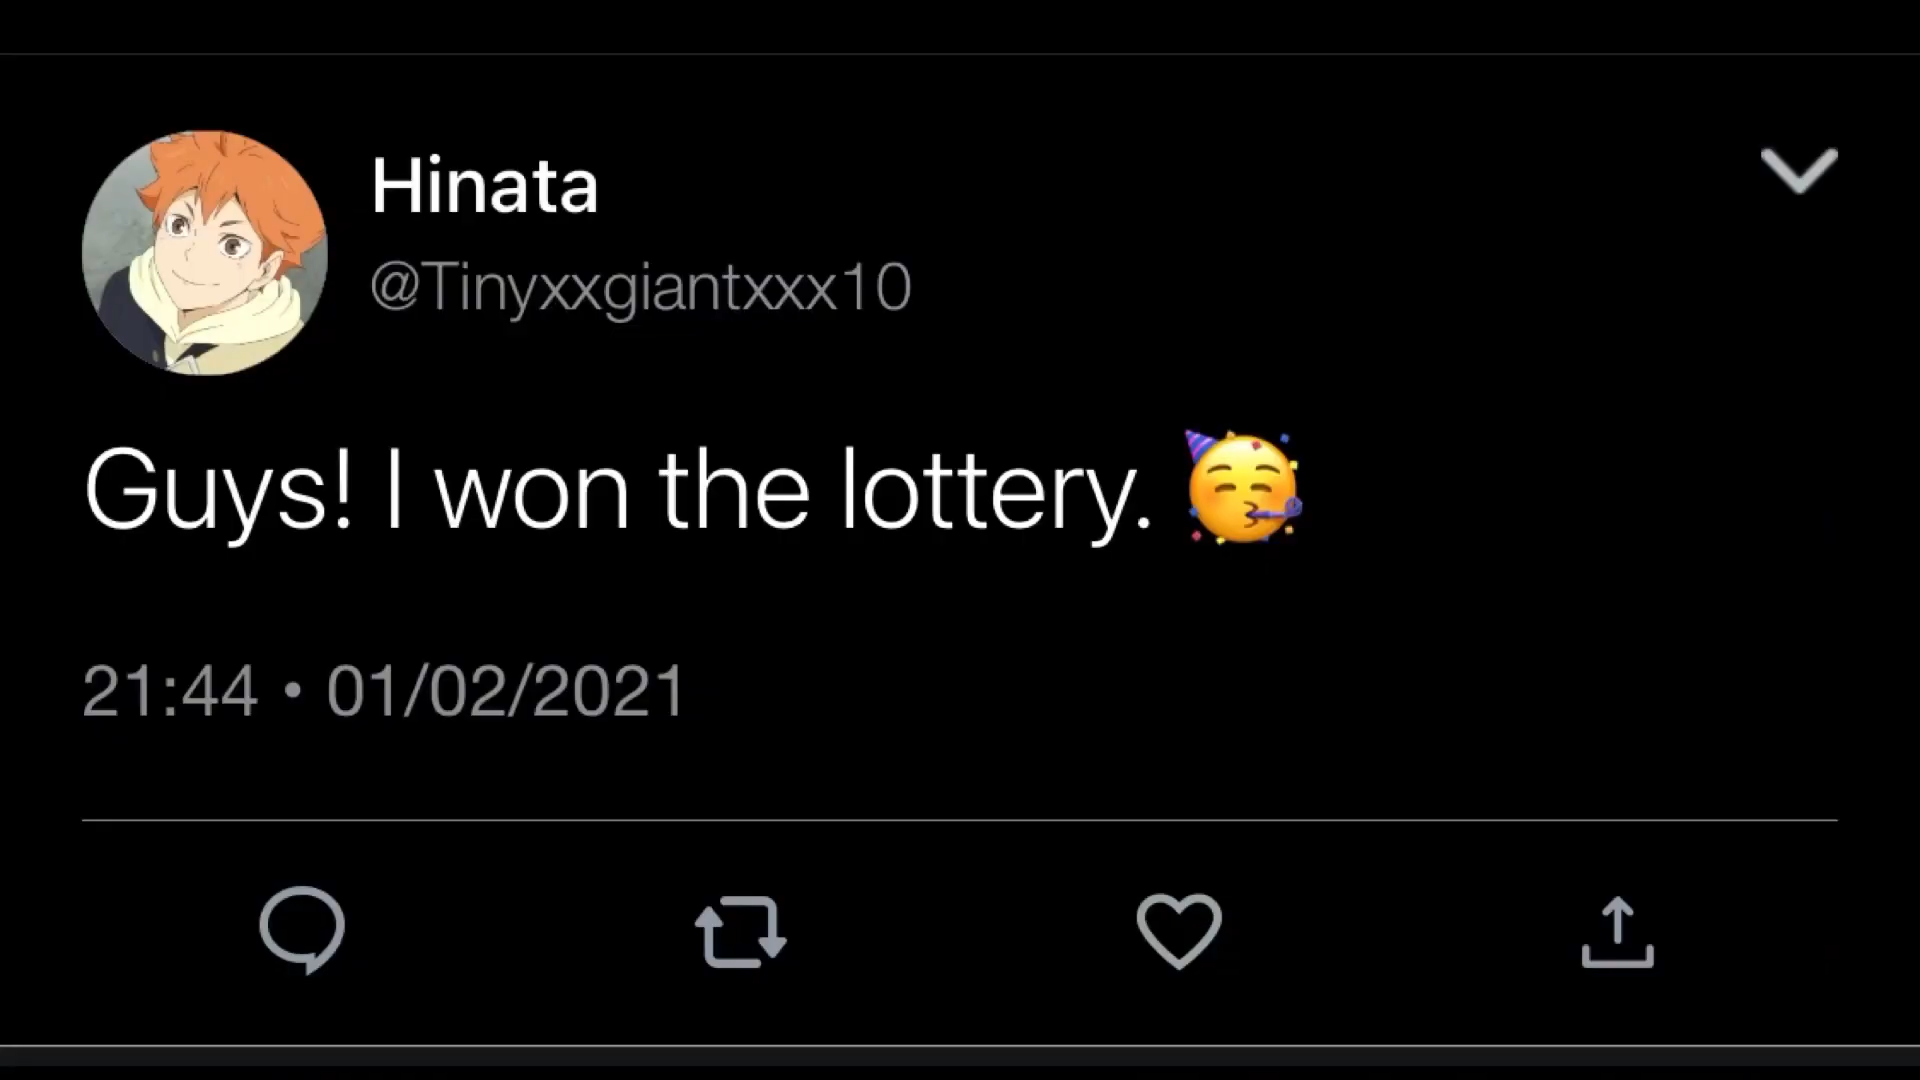 Hinata
@Tinyxxgiantxxx10
Guys! I won the lottery. 🥳
21:44 • 01/02/2021